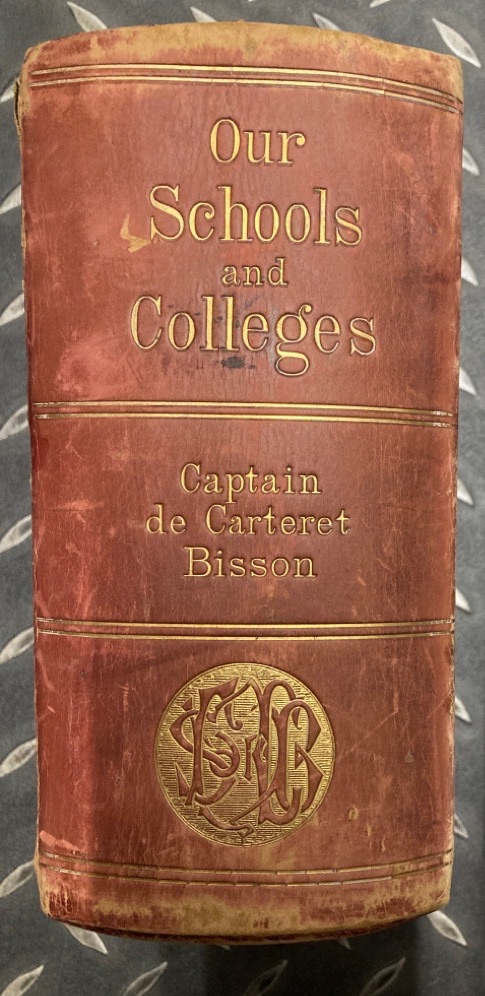 Our
Schools
and
Colleges
Captain
de Carteret
Bisson